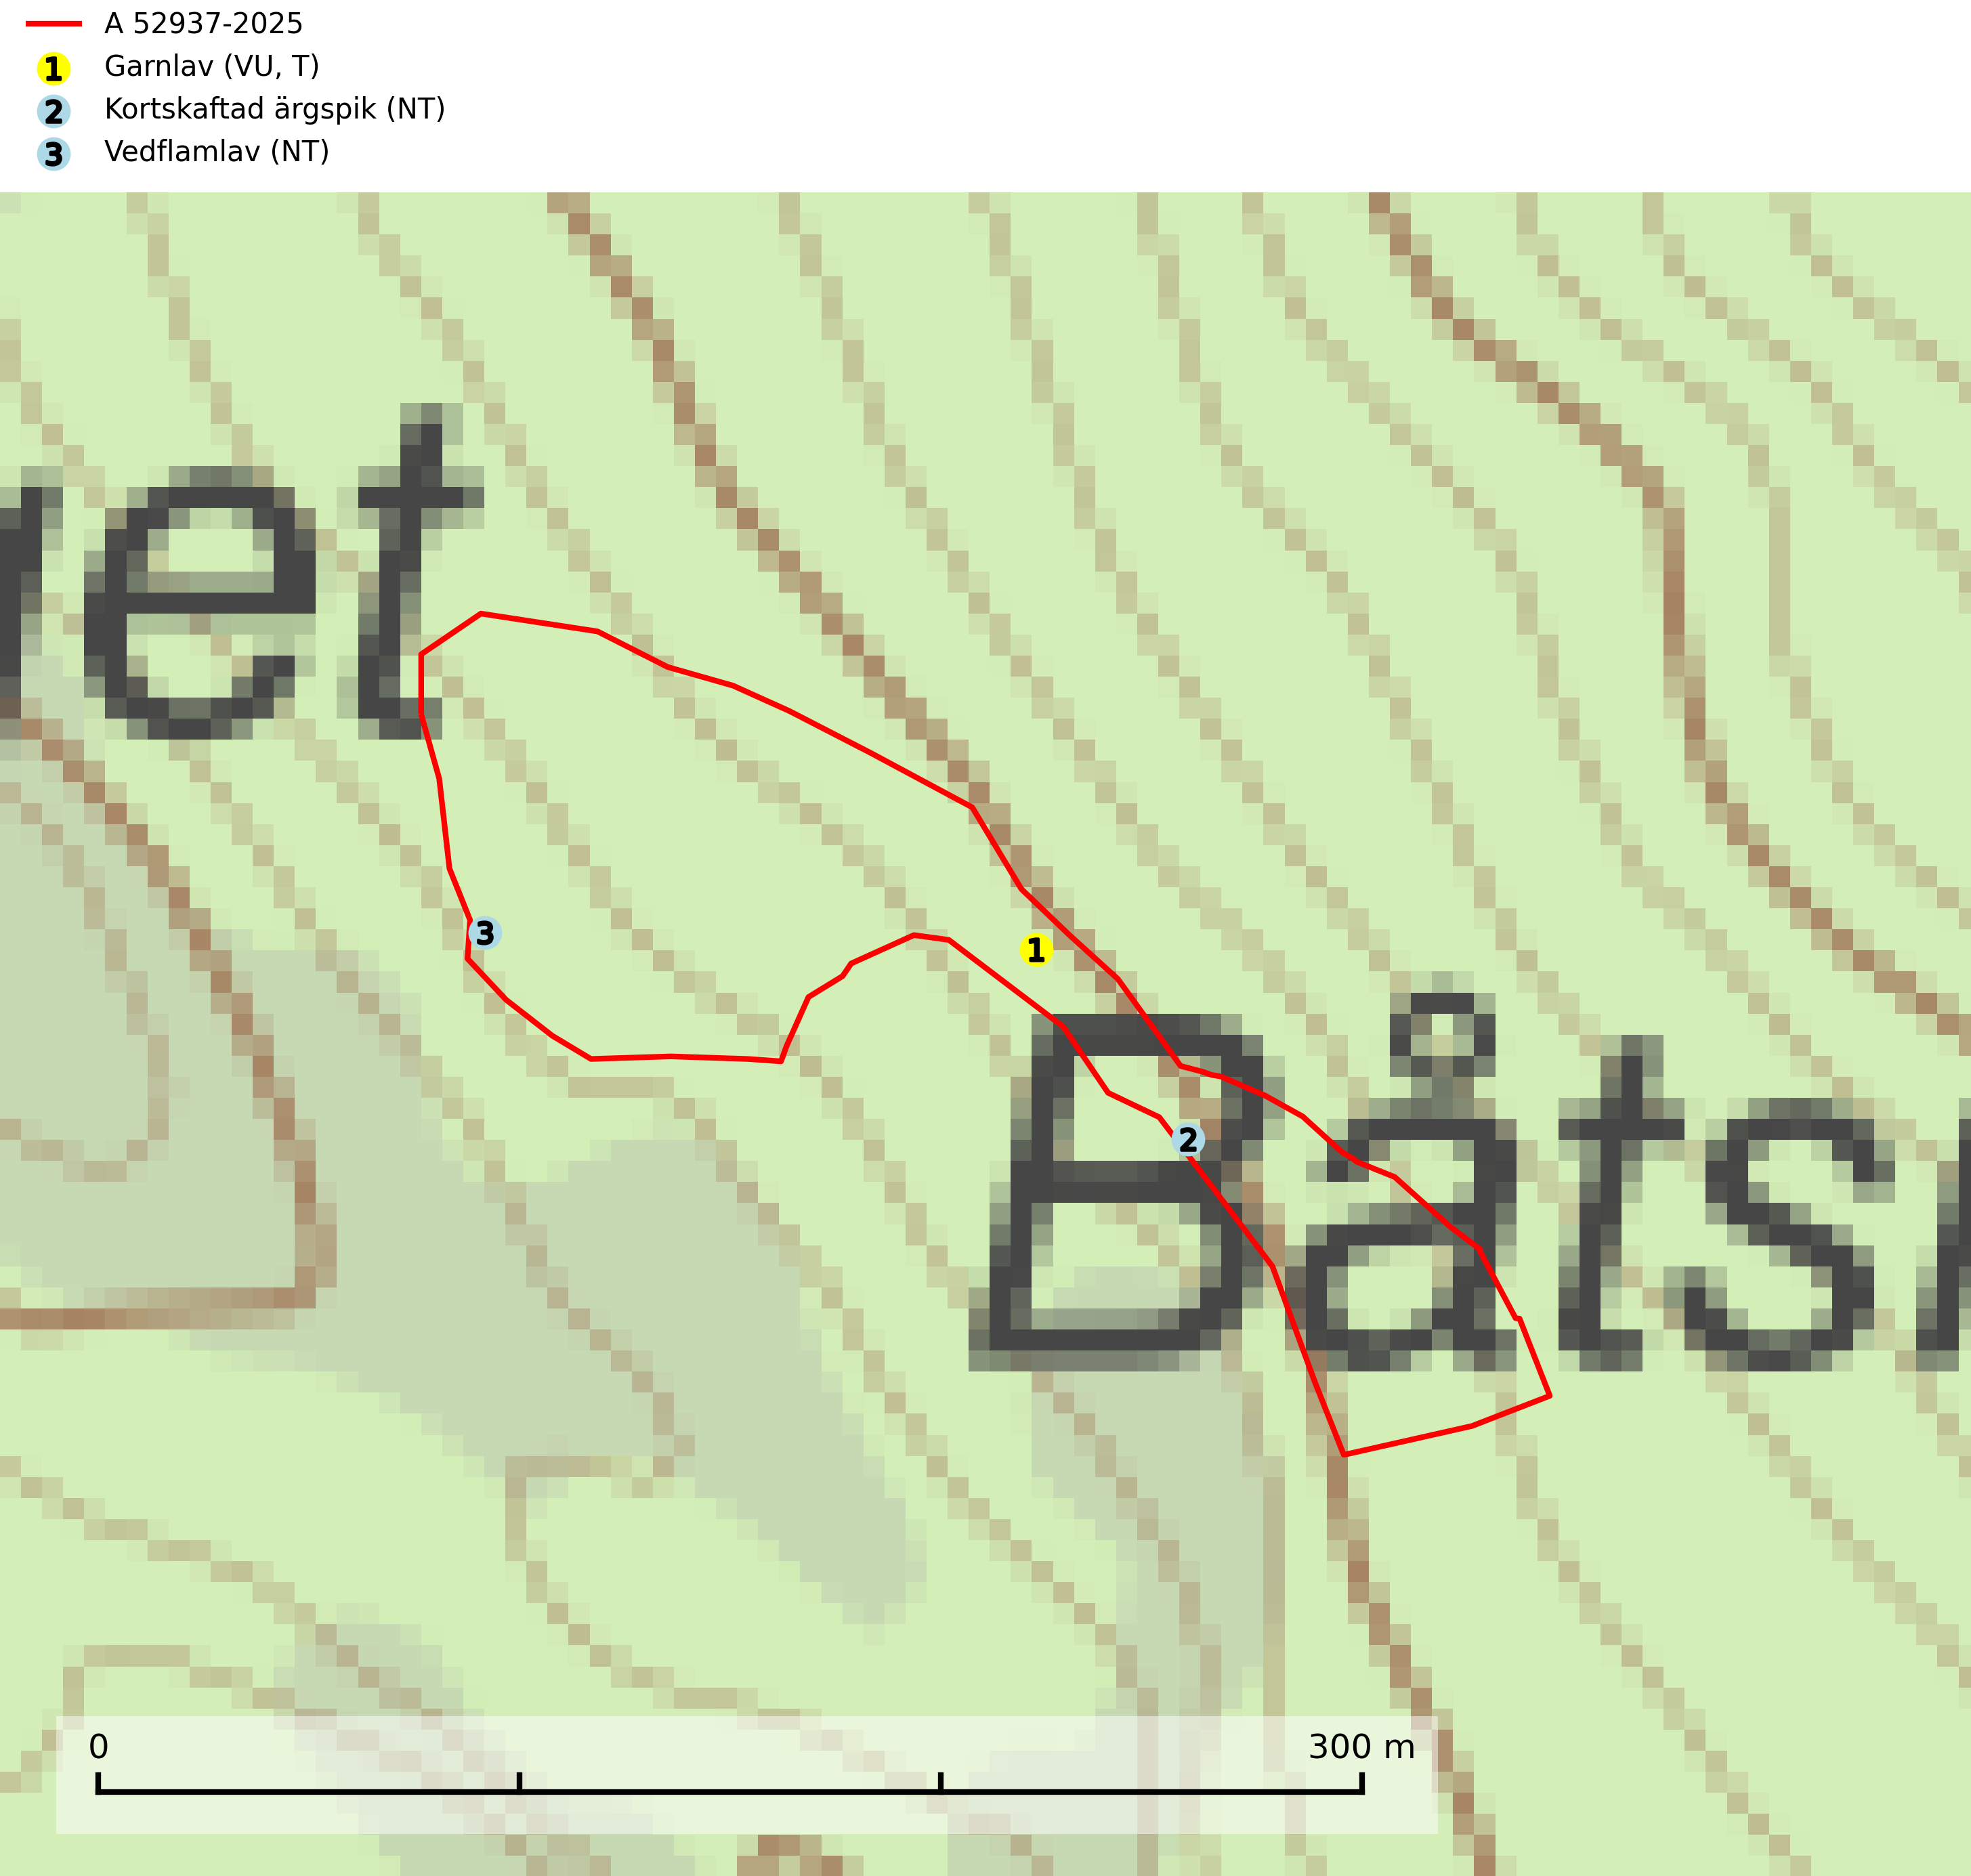 A 52937-2025
1 Garnlav (VU, T)
2 Kortskaftad ärgspik (NT)
3 Vedflamlav (NT)
et
3
1
2
Båts
0 300 m